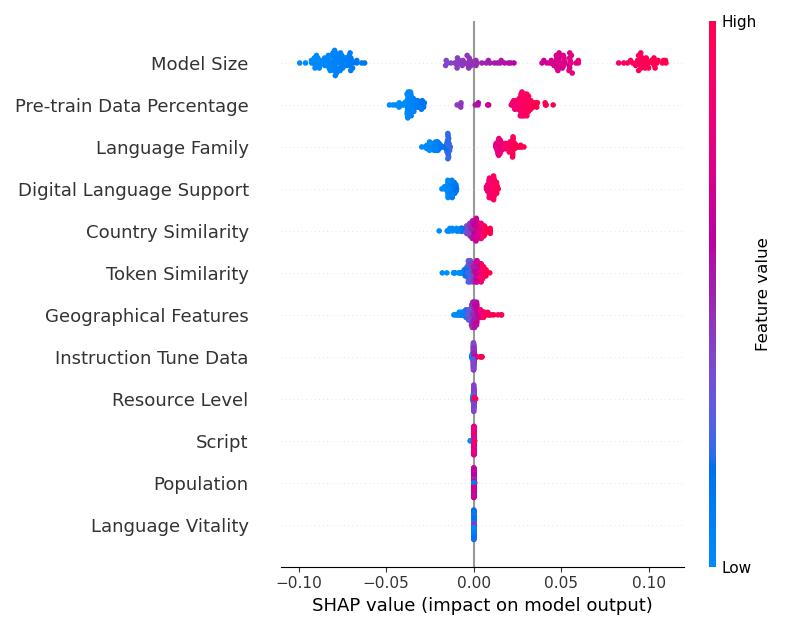 High
Model Size
Pre-train Data Percentage
Language Family
Digital Language Support
Country Similarity
Token Similarity
Geographical Features
Instruction Tune Data
Resource Level
Script
Population
Language Vitality
Feature value
Low
−0.10 −0.05 0.00 0.05 0.10
SHAP value (impact on model output)